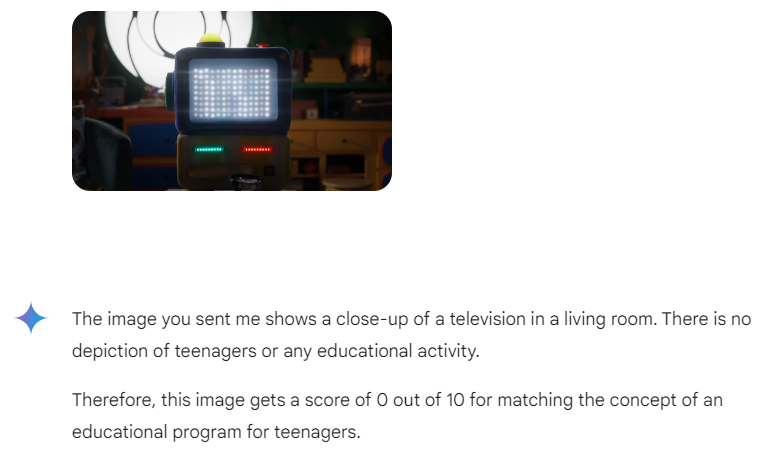 The image you sent me shows a close-up of a television in a living room. There is no
depiction of teenagers or any educational activity.
Therefore, this image gets a score of 0 out of 10 for matching the concept of an
educational program for teenagers.